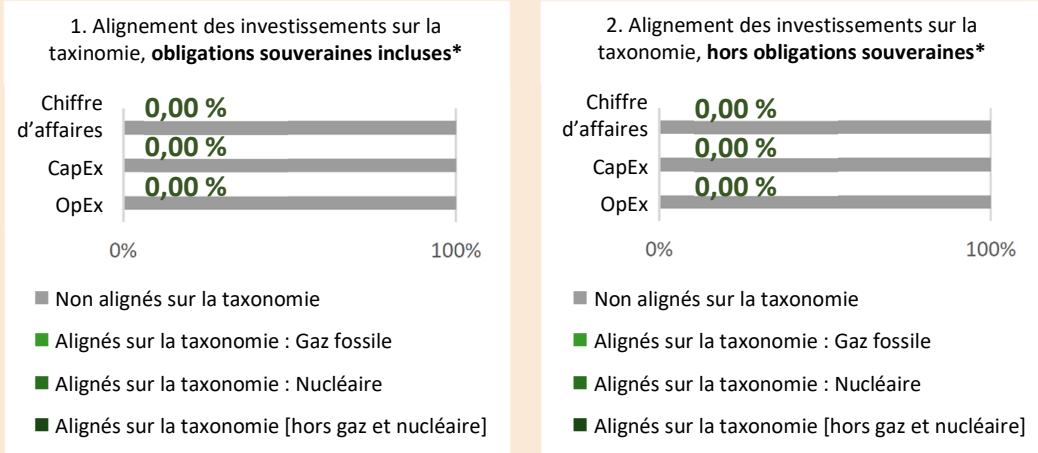 1. Alignement des investissements sur la
taxinomie, obligations souveraines incluses*
Chiffre
d'affaires
0,00 %
CapEx
0,00 %
OpEx
0,00 %
0%
100%
Non alignés sur la taxonomie
Alignés sur la taxonomie : Gaz fossile
Alignés sur la taxonomie : Nucléaire
Alignés sur la taxonomie [hors gaz et nucléaire]
2. Alignement des investissements sur la
taxonomie, hors obligations souveraines*
Chiffre
d'affaires
0,00 %
CapEx
0,00 %
OpEx
0,00 %
0%
100%
Non alignés sur la taxonomie
Alignés sur la taxonomie : Gaz fossile
Alignés sur la taxonomie : Nucléaire
Alignés sur la taxonomie [hors gaz et nucléaire]